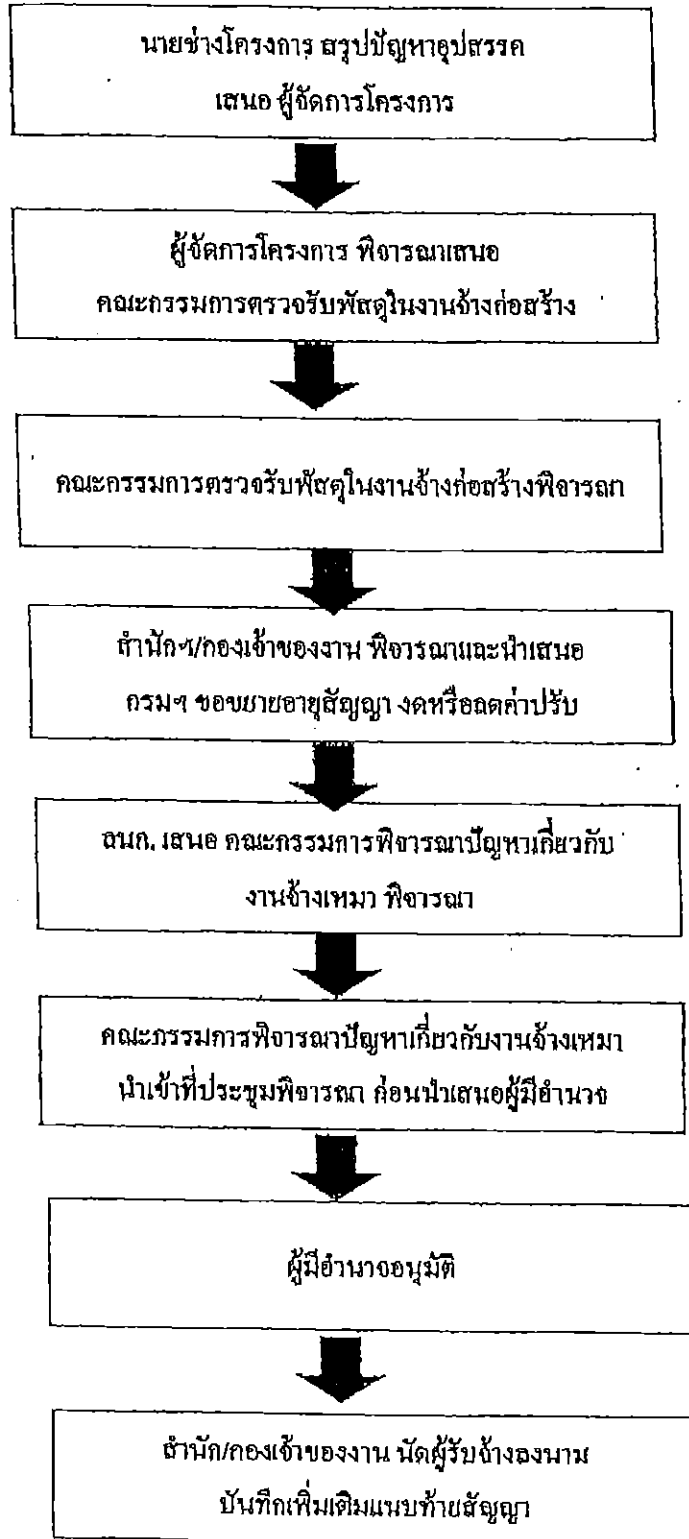 นายช่างโครงการ สรุปปัญหาอุปสรรค
เสนอ ผู้จัดการโครงการ
ผู้จัดการโครงการ พิจารณาเสนอ
คณะกรรมการตรวจรับพัสดุในงานจ้างก่อสร้าง
คณะกรรมการตรวจรับพัสดุในงานจ้างก่อสร้างพิจารณา
สำนักฯ/กองเจ้าของงาน พิจารณาและนำเสนอ
กรมฯ ขอขยายอายุสัญญา งดหรือลดค่าปรับ
ลนก. เสนอ คณะกรรมการพิจารณาปัญหาเกี่ยวกับ
งานจ้างเหมา พิจารณา
คณะกรรมการพิจารณาปัญหาเกี่ยวกับงานจ้างเหมา
นำเข้าที่ประชุมพิจารณา ก่อนนำเสนอผู้มีอำนาจ
ผู้มีอำนาจอนุมัติ
สำนัก/กองเจ้าของงาน นัดผู้รับจ้างลงนาม
บันทึกเพิ่มเติมแนบท้ายสัญญา